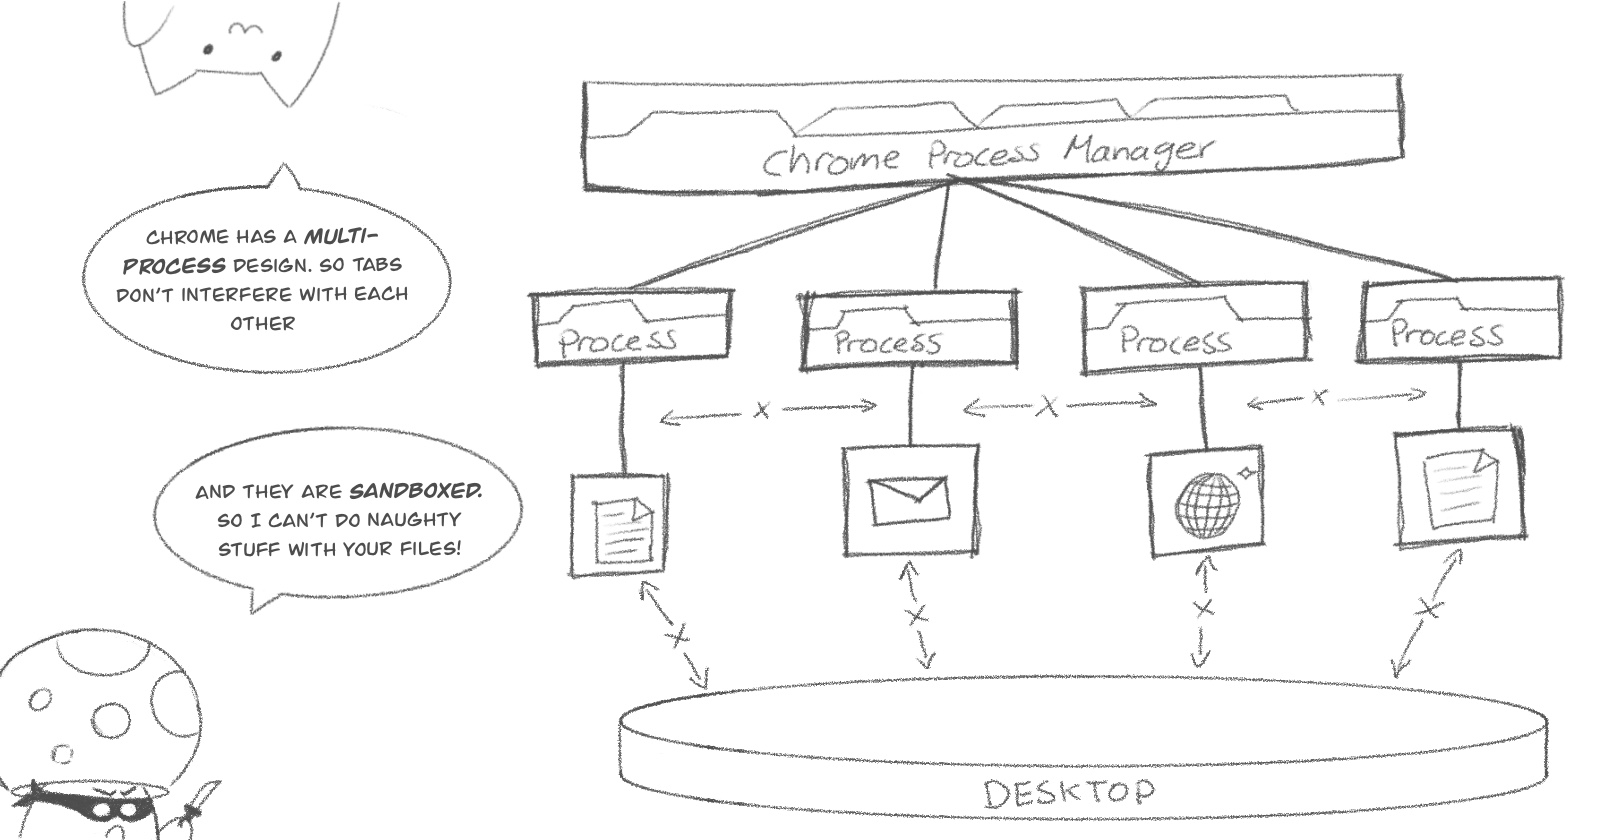 Chrome Process Manager
CHROME HAS A MULTI-
PROCESS DESIGN. SO TABS
DON'T INTERFERE WITH EACH
OTHER
Process
Process
Process
Process
x
X
x
AND THEY ARE SANDBOXED.
SO I CAN'T DO NAUGHTY
STUFF WITH YOUR FILES!
X
X
X
X
DESKTOP